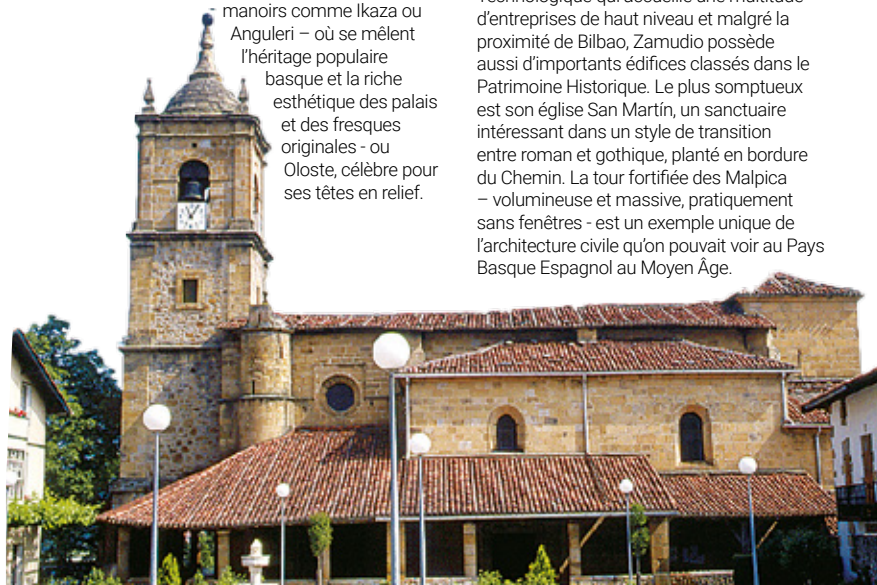 manoirs comme Ikaza ou
Anguleri – où se mêlent
l'héritage populaire
basque et la riche
esthétique des palais
et des fresques
originales - ou
Oloste, célèbre pour
ses têtes en relief.
Technologique qui accueille une multitude
d'entreprises de haut niveau et malgré la
proximité de Bilbao, Zamudio possède
aussi d'importants édifices classés dans le
Patrimoine Historique. Le plus somptueux
est son église San Martín, un sanctuaire
intéressant dans un style de transition
entre roman et gothique, planté en bordure
du Chemin. La tour fortifiée des Malpica
– volumineuse et massive, pratiquement
sans fenêtres - est un exemple unique de
l'architecture civile qu'on pouvait voir au Pays
Basque Espagnol au Moyen Âge.